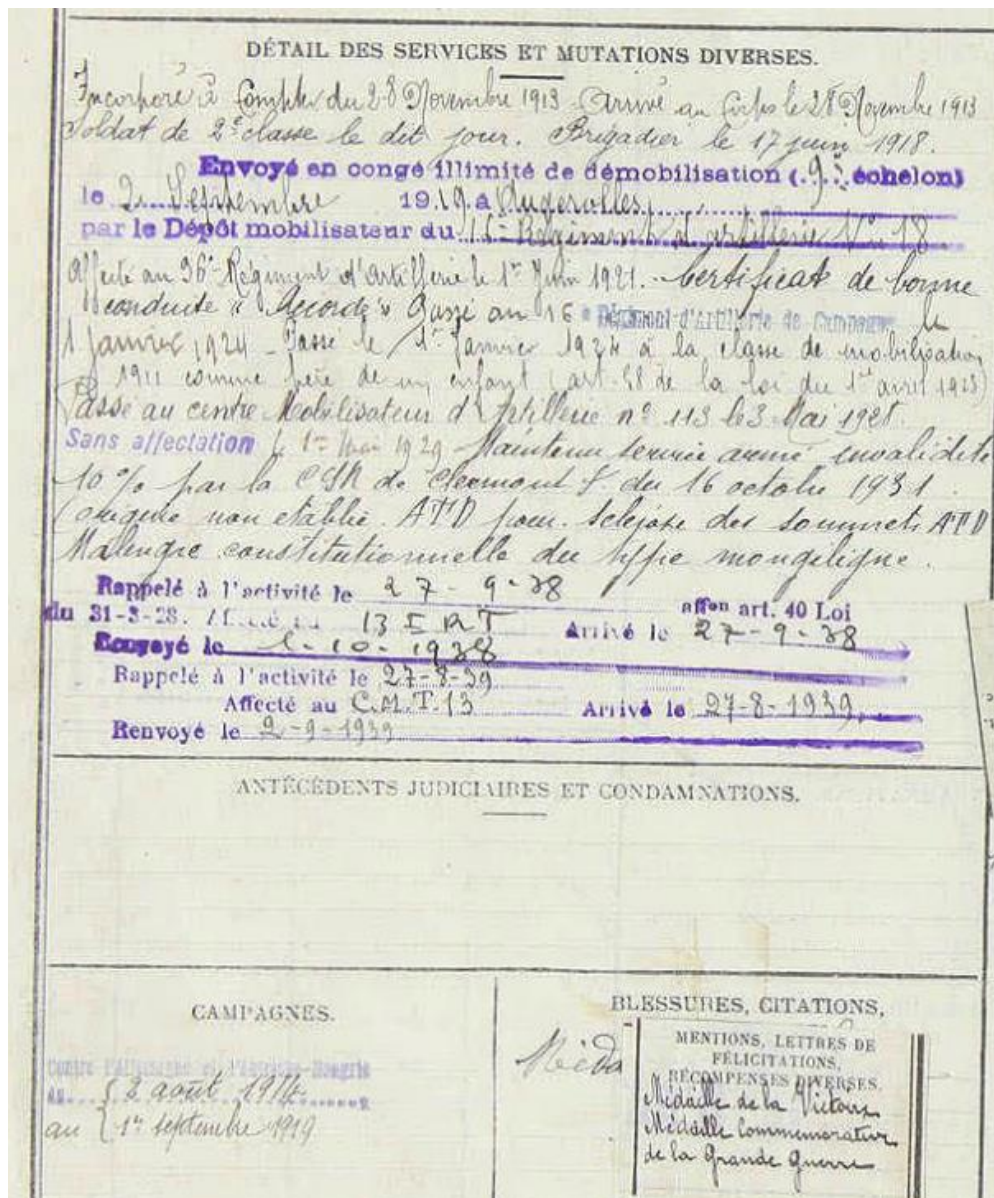 DÉTAIL DES SERVICES ET MUTATIONS DIVERSES.
Incorporé à Compter du 28 Novembre 1913 Arrivé au Corps le 28 Novembre 1913
Soldat de 2e classe le dit jour. Brigadier le 17 juin 1918.
Envoyé en congé illimité de démobilisation (.9e. échelon)
le 2 Septembre 1919 à Augerolles
par le Dépôt mobilisateur du Régiment d'artillerie
Affecté au 36e Régiment d'Artillerie le 1er Juin 1921. Certificat de bonne
conduite "Accordé" Passé au 16e Régiment d'Artillerie de Campagne le
1 Janvier 1924 - Passé le 1er Janvier 1924 à la classe de mobilisation
1911 comme père de un enfant (art. 58 de la loi du 1er avril 1923)
Passé au centre Mobilisateur d'Artillerie n° 113 le 3 Mai 1928.
Sans affectation le 1er 1929 - Maintenu service armé invalidité
10 % par la CSR de Clermont F. du 16 octobre 1931.
(origine non établie. pour. Sclérose des sommets
constitutionnelle du type
Rappelé à l'activité le 27-9-38
affon art. 40 Loi
du 31-3-28. 13 Arrivé le 27-9-38
Renvoyé le 1-10-1938
Rappelé à l'activité le 27-8-39
Affecté au C.M.T.13 Arrivé le 27-8-1939.
Renvoyé le 2-9-1939
ANTÉCÉDENTS JUDICIAIRES ET CONDAMNATIONS.
CAMPAGNES.
Contre l'Allemagne et l'Autriche-Hongrie
du 2 août 1914
au 1er septembre 1919
BLESSURES, CITATIONS,
Méda
MENTIONS, LETTRES DE
FÉLICITATIONS,
RÉCOMPENSES DIVERSES.
Médaille de la Victoire
Médaille Commémorative
de la Grande Guerre